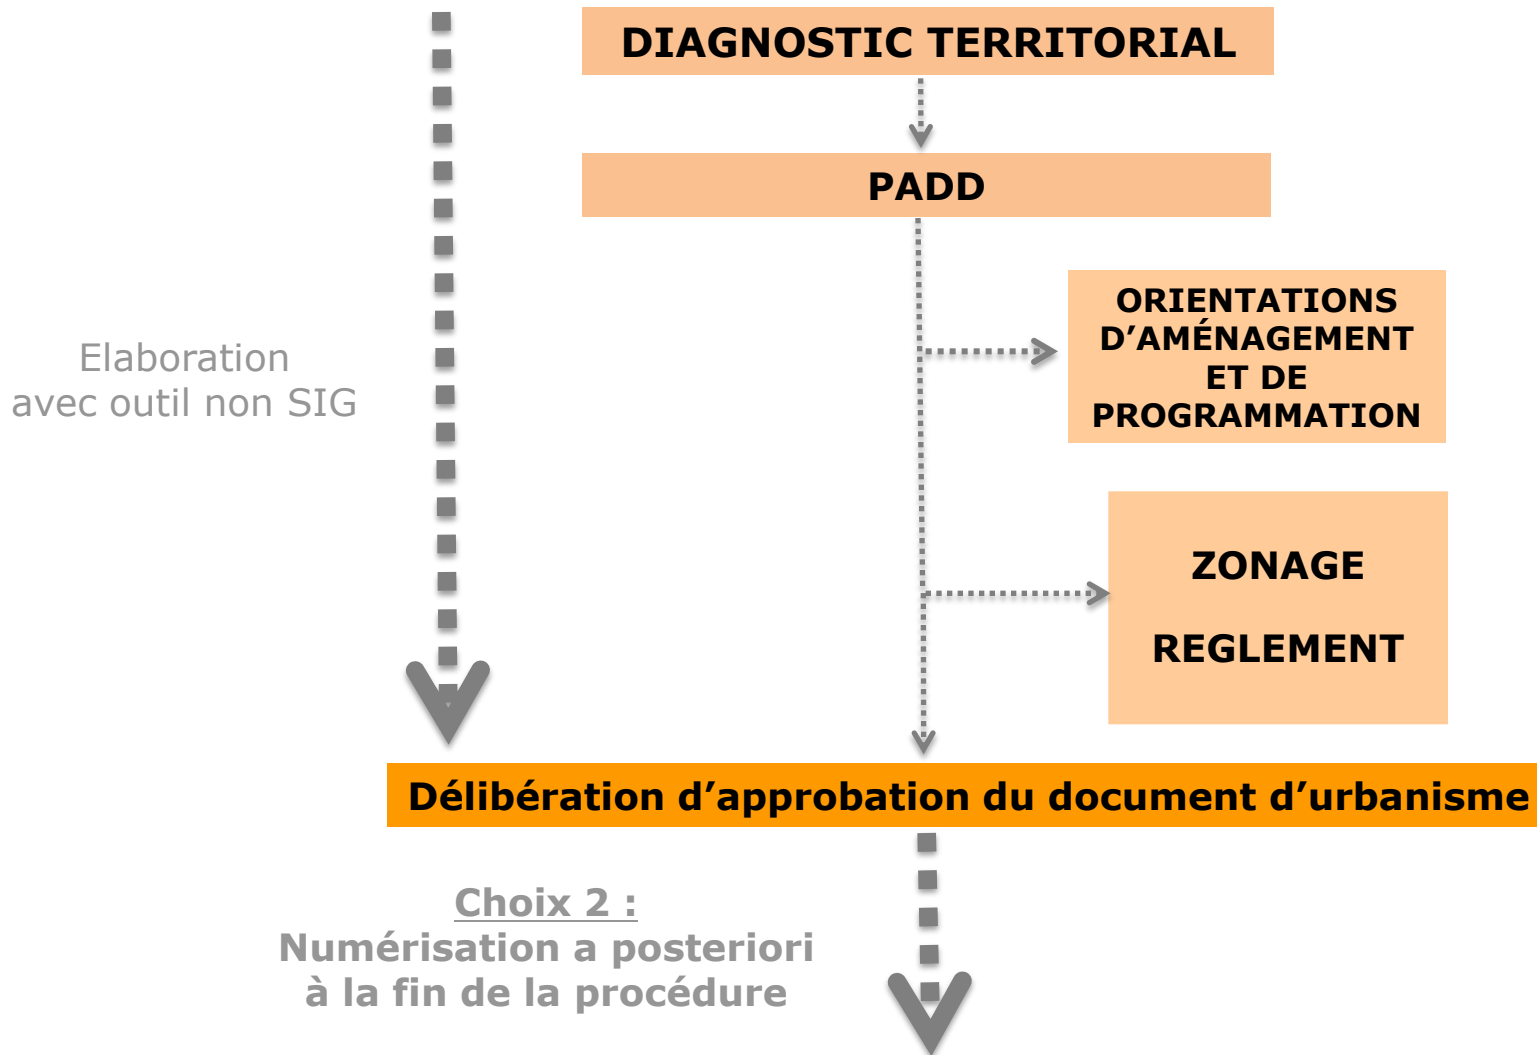 DIAGNOSTIC TERRITORIAL
PADD
ORIENTATIONS
D’AMÉNAGEMENT
ET DE
PROGRAMMATION
Elaboration
avec outil non SIG
ZONAGE
REGLEMENT
Délibération d’approbation du document d’urbanisme
Choix 2 :
Numérisation a posteriori
à la fin de la procédure